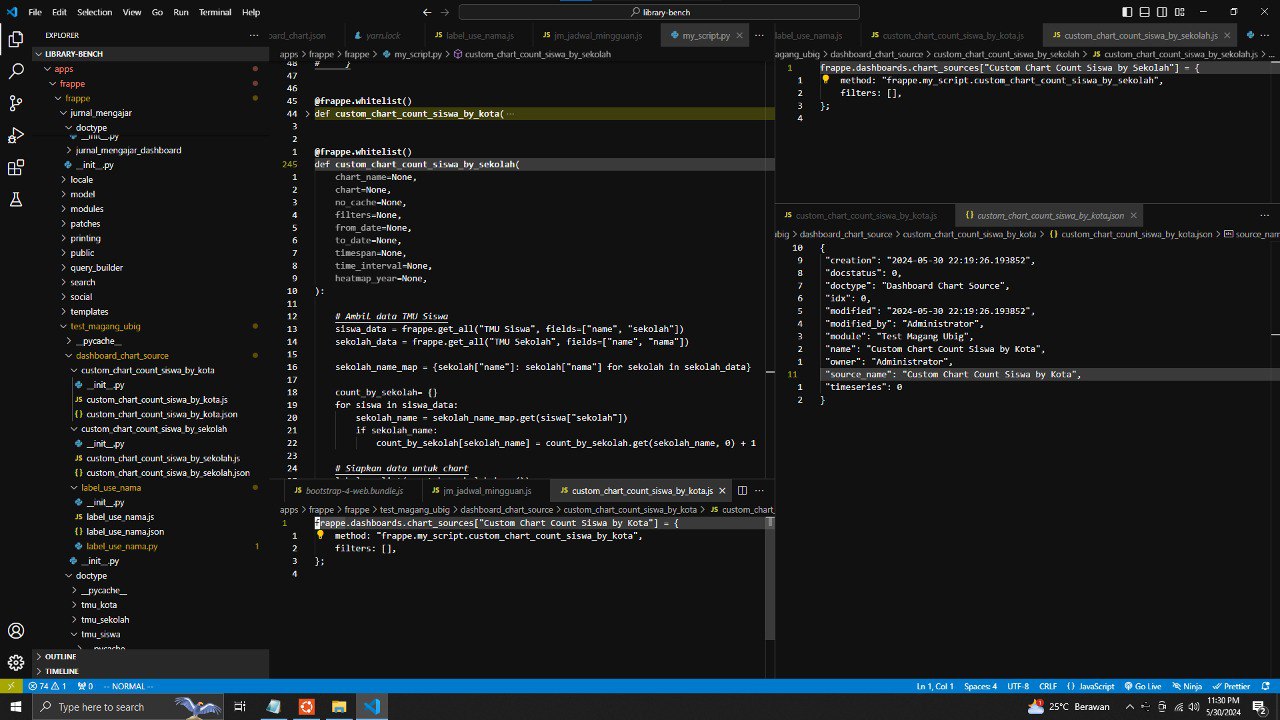 File Edit Selection View Go Run Terminal Help
library-bench
EXPLORER
LIBRARY-BENCH
apps
frappe
frappe
jurnal_mengajar
doctype
__init__.py
jurnal_mengajar_dashboard
__init__.py
locale
model
modules
patches
printing
public
query_builder
search
social
templates
test_magang_ubig
__pycache__
dashboard_chart_source
custom_chart_count_siswa_by_kota
__init__.py
custom_chart_count_siswa_by_kota.js
custom_chart_count_siswa_by_kota.json
custom_chart_count_siswa_by_sekolah
__init__.py
custom_chart_count_siswa_by_sekolah.js
custom_chart_count_siswa_by_sekolah.json
label_use_nama
__init__.py
label_use_nama.js
label_use_nama.json
label_use_nama.py 1
__init__.py
doctype
__pycache__
tmu_kota
tmu_sekolah
tmu_siswa
__pycache__
OUTLINE
TIMELINE
board_chart.json yarn.lock label_use_nama.js jm_jadwal_mingguan.js my_script.py
apps > frappe > frappe > my_script.py > custom_chart_count_siswa_by_sekolah
48 # }
47
46
45 @frappe.whitelist()
44 def custom_chart_count_siswa_by_kota( ...
3
2
1 @frappe.whitelist()
245 def custom_chart_count_siswa_by_sekolah(
1 chart_name=None,
2 chart=None,
3 no_cache=None,
4 filters=None,
5 from_date=None,
6 to_date=None,
7 timespan=None,
8 time_interval=None,
9 heatmap_year=None,
10 ):
11
12 # Ambil data TMU Siswa
13 siswa_data = frappe.get_all("TMU Siswa", fields=["name", "sekolah"])
14 sekolah_data = frappe.get_all("TMU Sekolah", fields=["name", "nama"])
15
16 sekolah_name_map = {sekolah["name"]: sekolah["nama"] for sekolah in sekolah_data}
17
18 count_by_sekolah= {}
19 for siswa in siswa_data:
20 sekolah_name = sekolah_name_map.get(siswa["sekolah"])
21 if sekolah_name:
22 count_by_sekolah[sekolah_name] = count_by_sekolah.get(sekolah_name, 0) + 1
23
24 # Siapkan data untuk chart
bootstrap-4-web.bundle.js jm_jadwal_mingguan.js custom_chart_count_siswa_by_kota.js
apps > frappe > frappe > test_magang_ubig > dashboard_chart_source > custom_chart_count_siswa_by_kota > custom_chart
1 frappe.dashboards.chart_sources["Custom Chart Count Siswa by Kota"] = {
1 method: "frappe.my_script.custom_chart_count_siswa_by_kota",
2 filters: [],
3 };
4
label_use_nama.js custom_chart_count_siswa_by_kota.js custom_chart_count_siswa_by_sekolah.js
magang_ubig > dashboard_chart_source > custom_chart_count_siswa_by_sekolah > custom_chart_count_siswa_by_sekolah.js > ...
1 frappe.dashboards.chart_sources["Custom Chart Count Siswa by Sekolah"] = {
1 method: "frappe.my_script.custom_chart_count_siswa_by_sekolah",
2 filters: [],
3 };
4
custom_chart_count_siswa_by_kota.js custom_chart_count_siswa_by_kota.json
ubig > dashboard_chart_source > custom_chart_count_siswa_by_kota > custom_chart_count_siswa_by_kota.json > source_nam
10 {
9 "creation": "2024-05-30 22:19:26.193852",
8 "docstatus": 0,
7 "doctype": "Dashboard Chart Source",
6 "idx": 0,
5 "modified": "2024-05-30 22:19:26.193852",
4 "modified_by": "Administrator",
3 "module": "Test Magang Ubig",
2 "name": "Custom Chart Count Siswa by Kota",
1 "owner": "Administrator",
11 "source_name": "Custom Chart Count Siswa by Kota",
1 "timeseries": 0
2 }
74 1 0 -- NORMAL -- Ln 1, Col 1 Spaces: 4 UTF-8 CRLF {} JavaScript Go Live Ninja Prettier
Type here to search 25°C Berawan 11:30 PM
5/30/2024 2